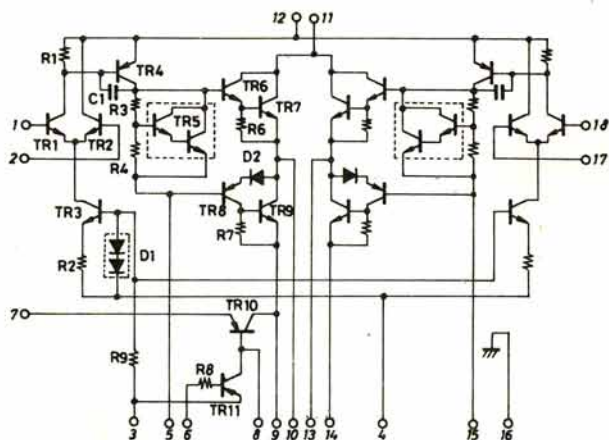 12 11
R1 TR4 TR6
C1 R3 TR5 TR7
1 R6 18
2 TR1 TR2 R4 D2 17
TR3 TR8 TR9
R2 D1 R7
7 TR10
R9 R8
TR11
3 5 6 8 9 10 13 14 4 15 16